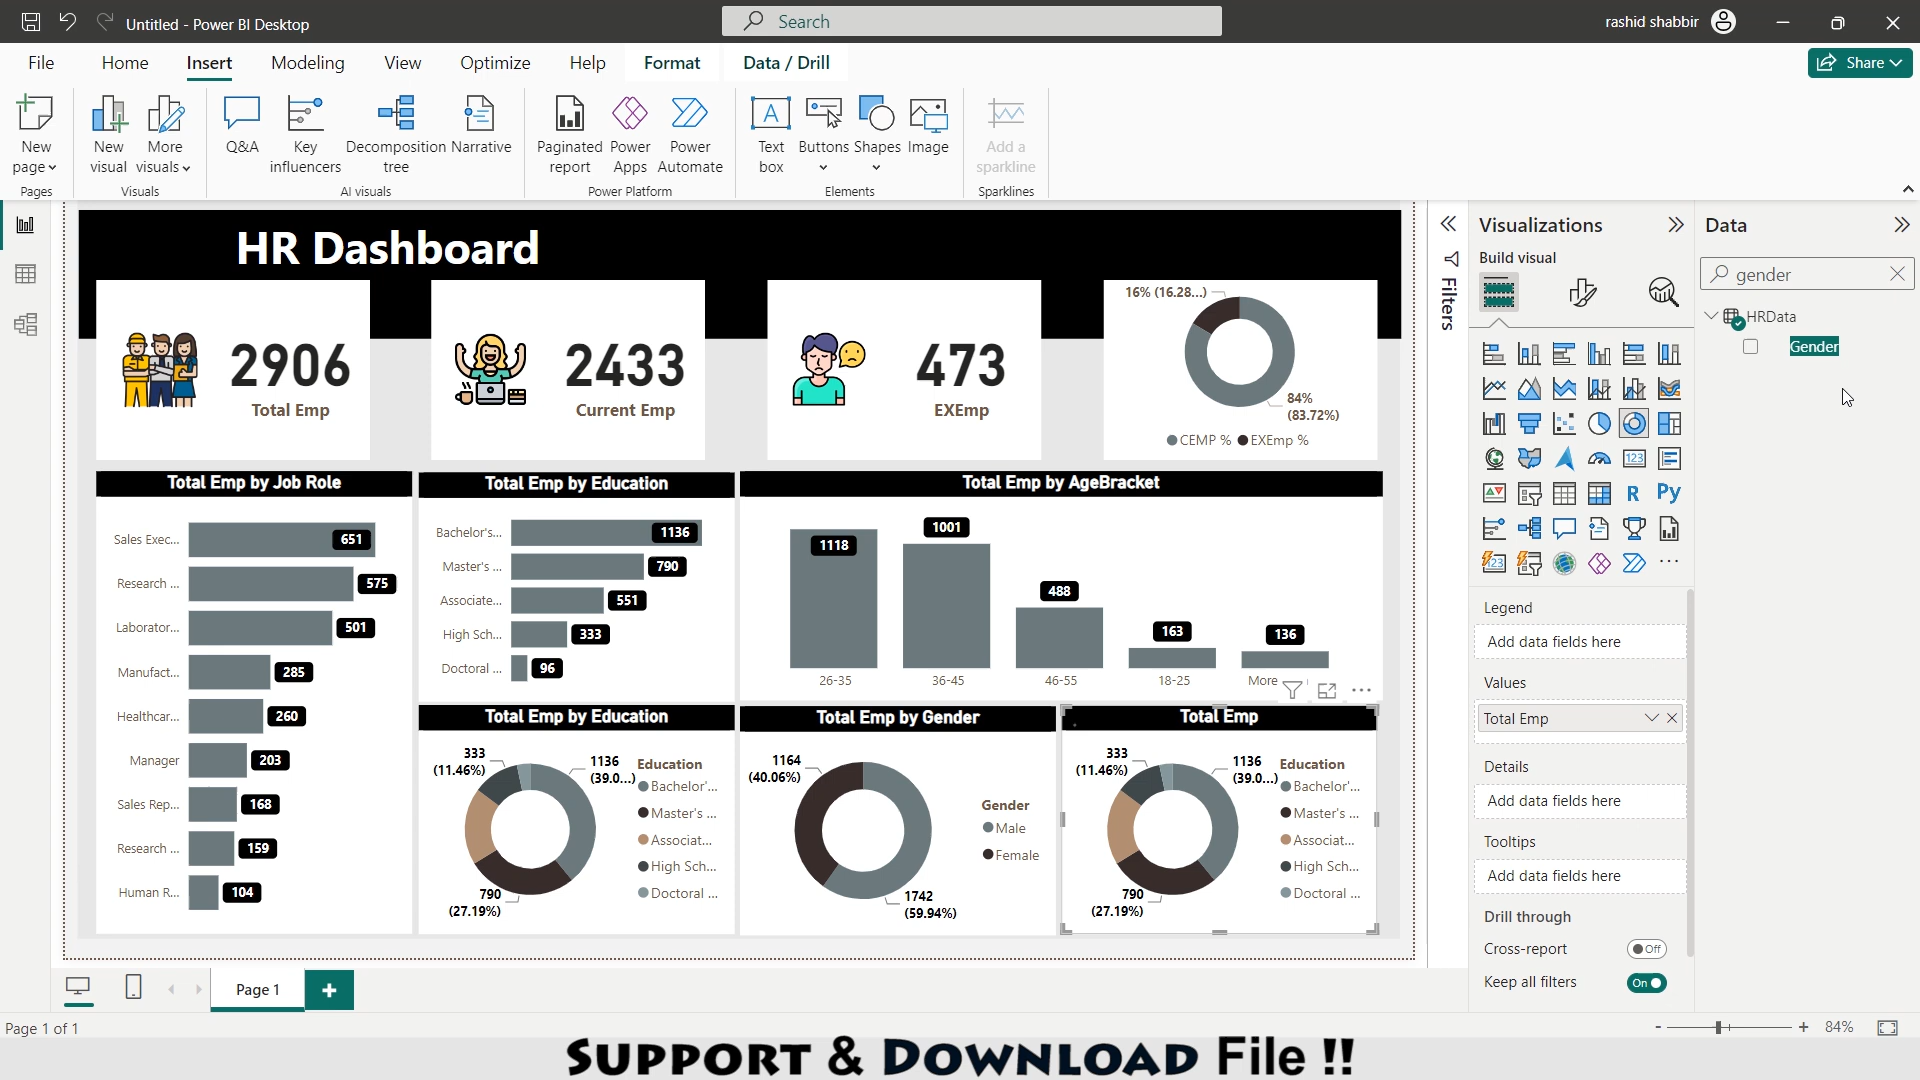 Untitled - Power BI Desktop
Search
rashid shabbir
File Home Insert Modeling View Optimize Help Format Data / Drill
Share
New page
New visual
More visuals
Q&A
Key influencers
Decomposition tree
Narrative
Paginated report
Power Apps
Power Automate
Text box
Buttons
Shapes
Image
Add a sparkline
Pages
Visuals
AI visuals
Power Platform
Elements
Sparklines
HR Dashboard
2906
Total Emp
2433
Current Emp
473
EXEmp
16% (16.28...)
84%
(83.72%)
CEMP % EXEmp %
Total Emp by Job Role
Sales Exec... 651
Research ... 575
Laborator... 501
Manufact... 285
Healthcar... 260
Manager 203
Sales Rep... 168
Research ... 159
Human R... 104
Total Emp by Education
Bachelor's... 1136
Master's ... 790
Associate... 551
High Sch... 333
Doctoral ... 96
Total Emp by AgeBracket
1118
1001
488
163
136
26-35 36-45 46-55 18-25 More
Total Emp by Education
333
(11.46%)
1136
(39.0...)
790
(27.19%)
Education
Bachelor'...
Master's ...
Associat...
High Sch...
Doctoral ...
Total Emp by Gender
1164
(40.06%)
1742
(59.94%)
Gender
Male
Female
Total Emp
333
(11.46%)
1136
(39.0...)
790
(27.19%)
Education
Bachelor'...
Master's ...
Associat...
High Sch...
Doctoral ...
Filters
Visualizations
Build visual
123
R
Py
123
Legend
Add data fields here
Values
Total Emp
Details
Add data fields here
Tooltips
Add data fields here
Drill through
Cross-report Off
Keep all filters On
Data
gender
HRData
Gender
Page 1
Page 1 of 1
- + 84%
Support & Download File !!